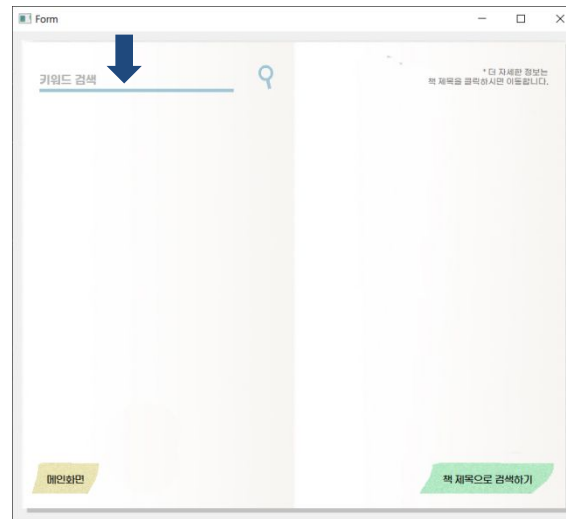 Form
키워드 검색
* 더 자세한 정보는
책 제목을 클릭하시면 이동합니다.
메인화면
책 제목으로 검색하기